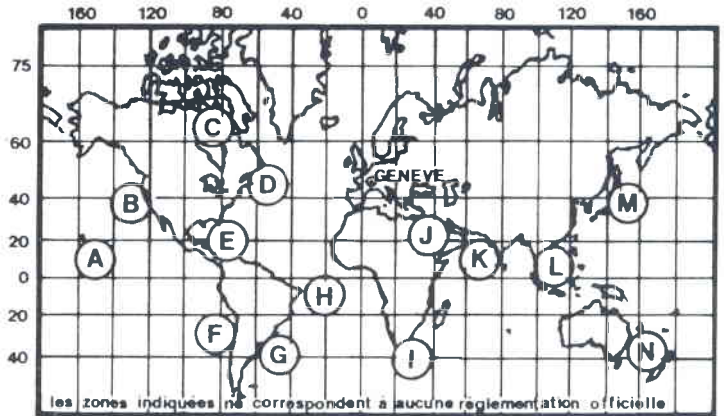 160 120 80 40 0 40 80 120 160
75
60
C
GENEVE
D
40
B
M
E
J
20
K
L
A
0
H
20
F
G
I
N
40
les zones indiquées ne correspondent à aucune règlementation officielle